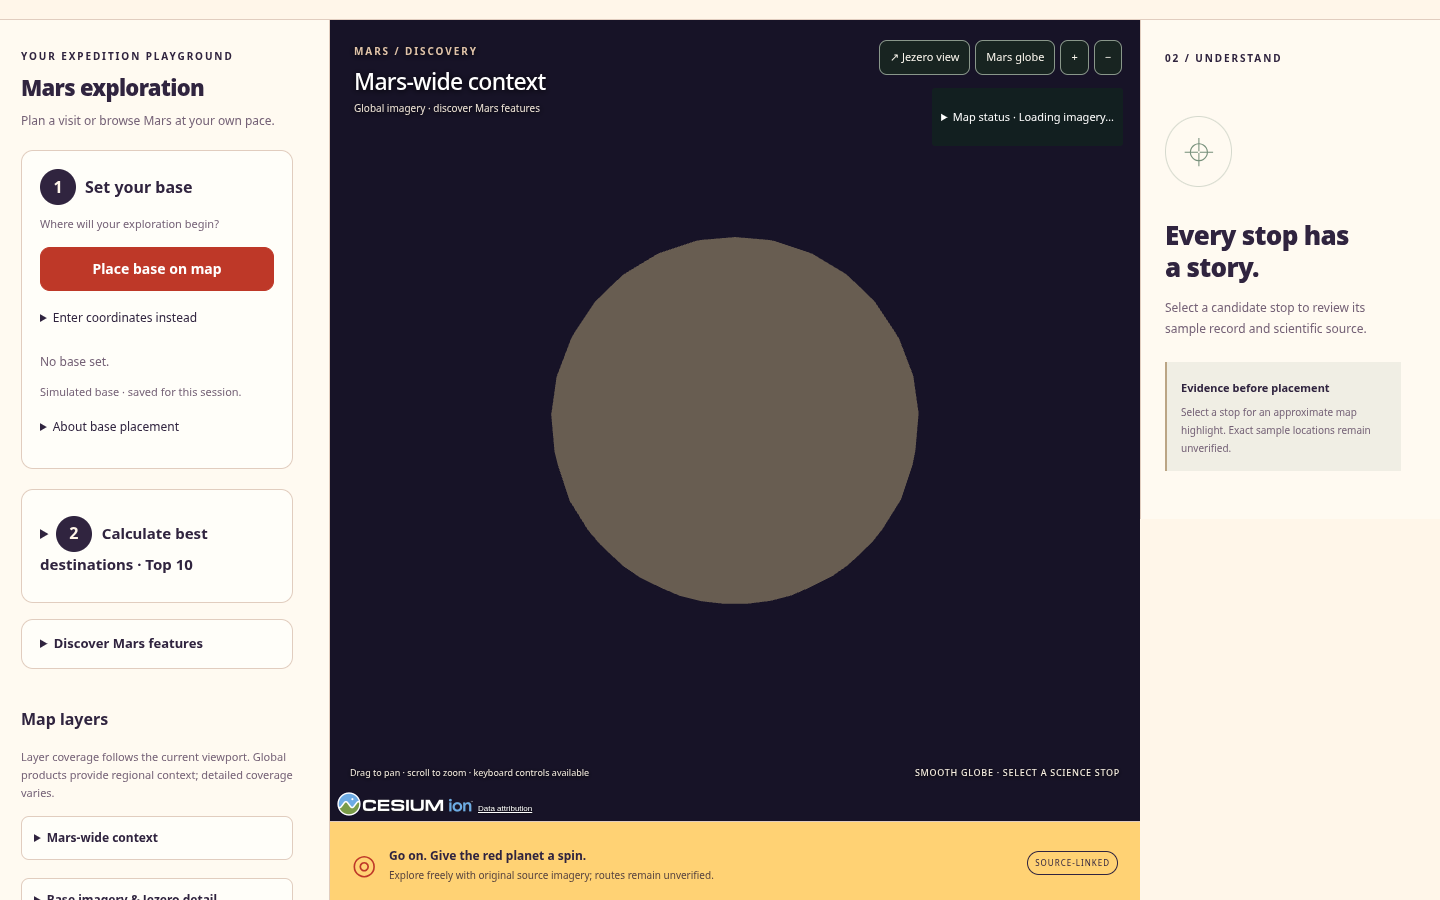 YOUR EXPEDITION PLAYGROUND
Mars exploration
Plan a visit or browse Mars at your own pace.
1 Set your base
Where will your exploration begin?
Place base on map
▶ Enter coordinates instead
No base set.
Simulated base · saved for this session.
▶ About base placement
▶ 2 Calculate best
destinations · Top 10
▶ Discover Mars features
Map layers
Layer coverage follows the current viewport. Global
products provide regional context; detailed coverage
varies.
▶ Mars-wide context
▶ Base imagery & Jezero detail
MARS / DISCOVERY
Mars-wide context
Global imagery · discover Mars features
↗ Jezero view
Mars globe
+
−
▶ Map status · Loading imagery...
Drag to pan · scroll to zoom · keyboard controls available
SMOOTH GLOBE · SELECT A SCIENCE STOP
CESIUM ion Data attribution
Go on. Give the red planet a spin.
Explore freely with original source imagery; routes remain unverified.
SOURCE-LINKED
02 / UNDERSTAND
Every stop has
a story.
Select a candidate stop to review its
sample record and scientific source.
Evidence before placement
Select a stop for an approximate map
highlight. Exact sample locations remain
unverified.